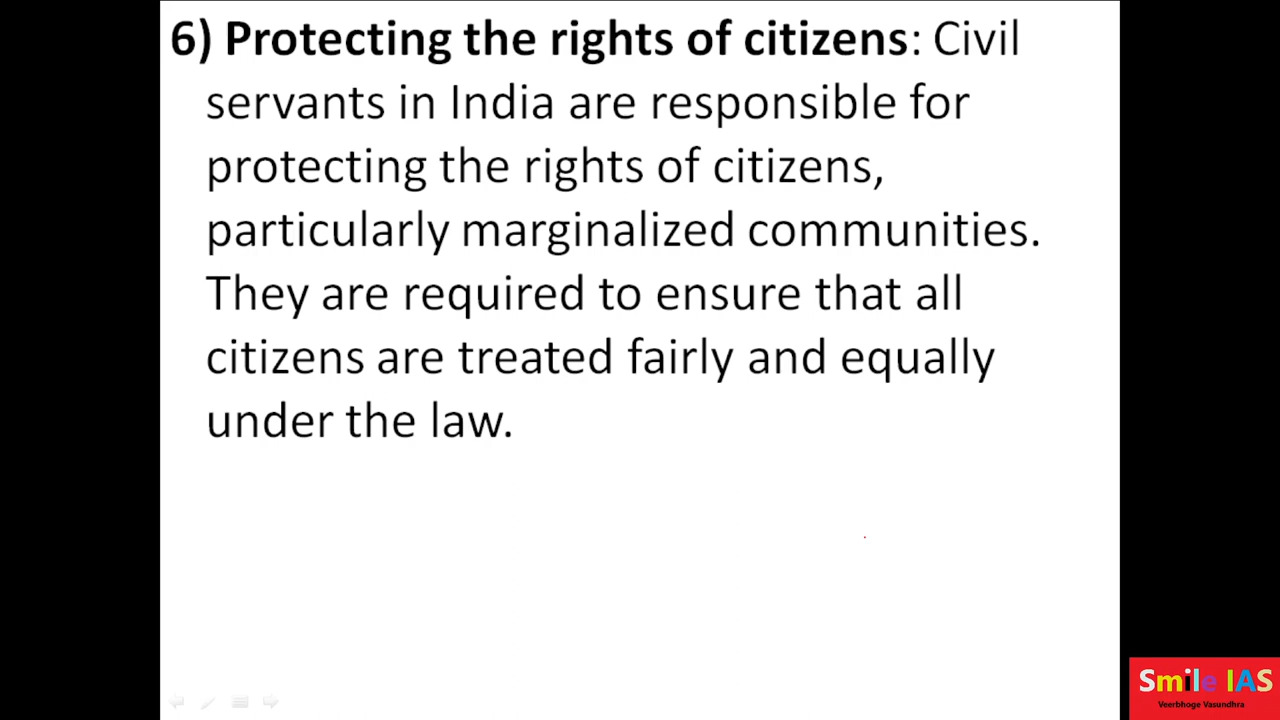 6) Protecting the rights of citizens: Civil
servants in India are responsible for
protecting the rights of citizens,
particularly marginalized communities.
They are required to ensure that all
citizens are treated fairly and equally
under the law.
Smile IAS
Veerbhoge Vasundhra